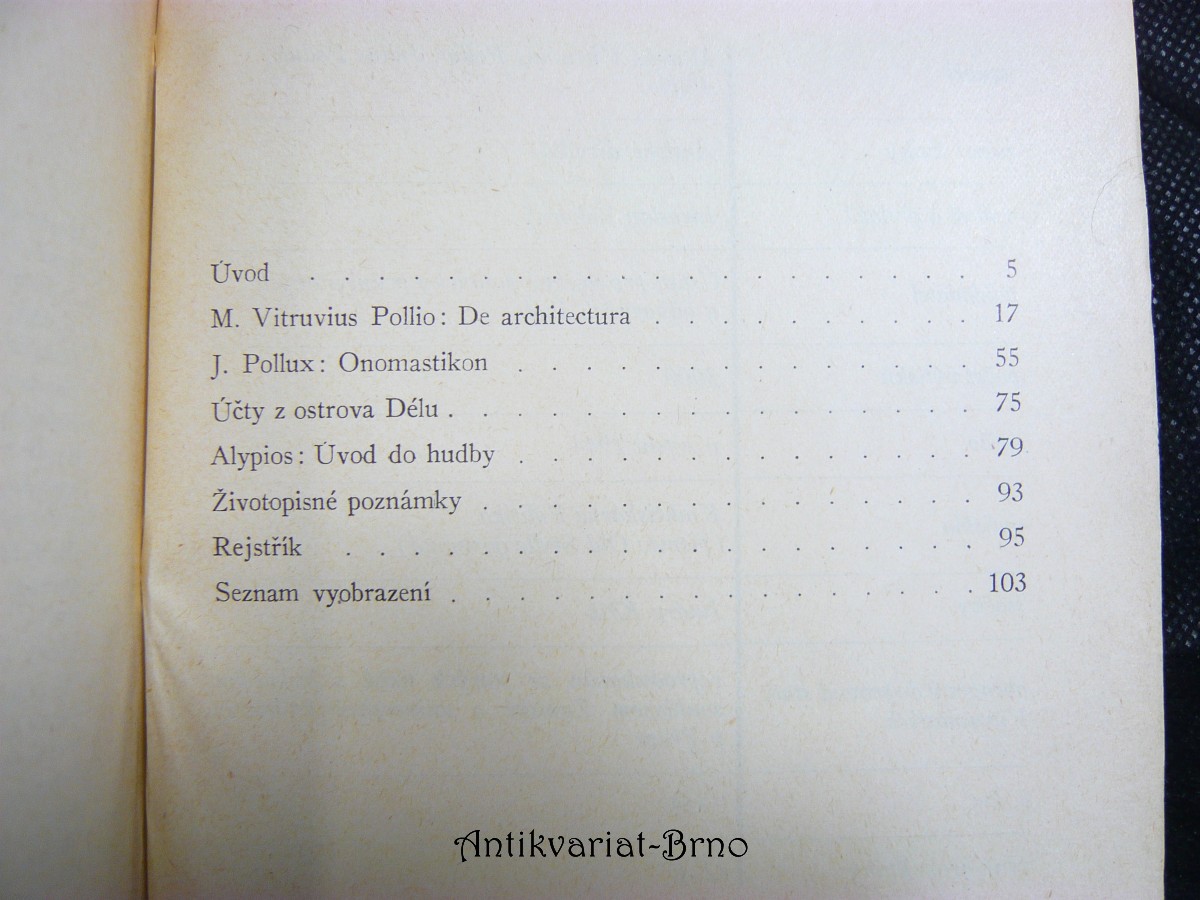 Úvod . . . . . . . . . . . . . . . . . . . . 5
M. Vitruvius Pollio: De architectura . . . . . . . . . . 17
J. Pollux: Onomastikon . . . . . . . . . . . . . . 55
Účty z ostrova Délu . . . . . . . . . . . . . . . . 75
Alypios: Úvod do hudby . . . . . . . . . . . . . . 79
Životopisné poznámky . . . . . . . . . . . . . . . 93
Rejstřík . . . . . . . . . . . . . . . . . . . 95
Seznam vyobrazení . . . . . . . . . . . . . . . . 103
Antikvariat-Brno